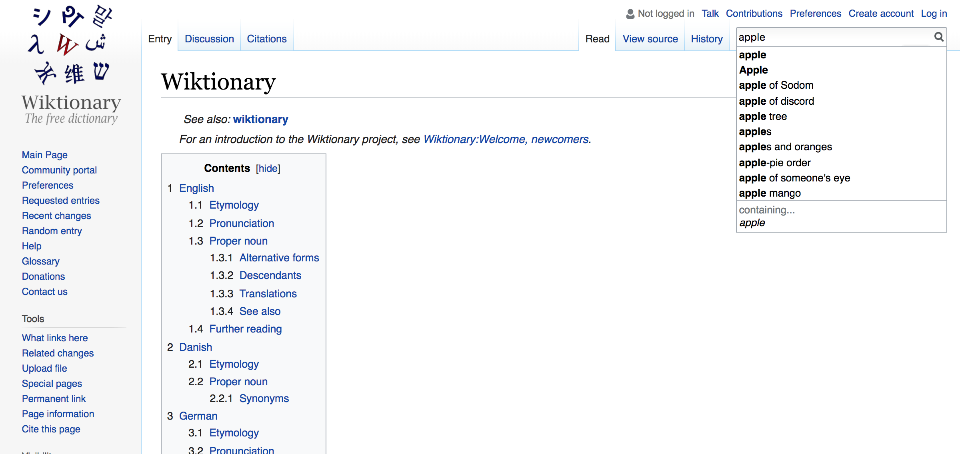 Not logged in Talk Contributions Preferences Create account Log in
Entry Discussion Citations Read View source History apple
Wiktionary
The free dictionary
Main Page
Community portal
Preferences
Requested entries
Recent changes
Random entry
Help
Glossary
Donations
Contact us
Tools
What links here
Related changes
Upload file
Special pages
Permanent link
Page information
Cite this page
Wiktionary
See also: wiktionary
For an introduction to the Wiktionary project, see Wiktionary:Welcome, newcomers.
Contents [hide]
1 English
1.1 Etymology
1.2 Pronunciation
1.3 Proper noun
1.3.1 Alternative forms
1.3.2 Descendants
1.3.3 Translations
1.3.4 See also
1.4 Further reading
2 Danish
2.1 Etymology
2.2 Proper noun
2.2.1 Synonyms
3 German
3.1 Etymology
3.2 Pronunciation
apple
Apple
apple of Sodom
apple of discord
apple tree
apples
apples and oranges
apple-pie order
apple of someone's eye
apple mango
containing...
apple